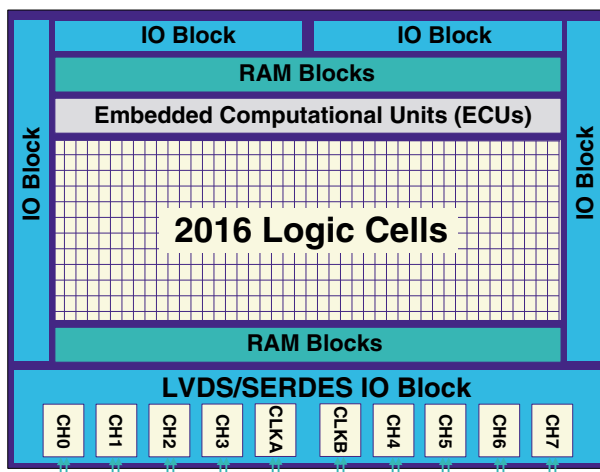 IO Block
IO Block
RAM Blocks
Embedded Computational Units (ECUs)
IO Block
IO Block
2016 Logic Cells
RAM Blocks
LVDS/SERDES IO Block
CH0
CH1
CH2
CH3
CLKA
CLKB
CH4
CH5
CH6
CH7